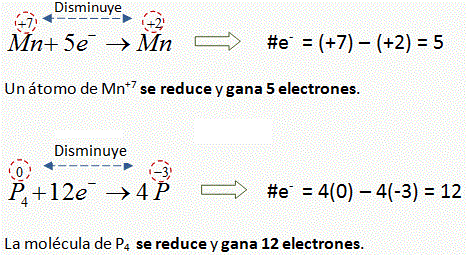 Disminuye
+7 +2
Mn + 5e⁻ → Mn #e⁻ = (+7) – (+2) = 5
Un átomo de Mn⁺⁷ se reduce y gana 5 electrones.
Disminuye
0 –3
P₄ +12e⁻ → 4 P #e⁻ = 4(0) – 4(-3) = 12
La molécula de P₄ se reduce y gana 12 electrones.